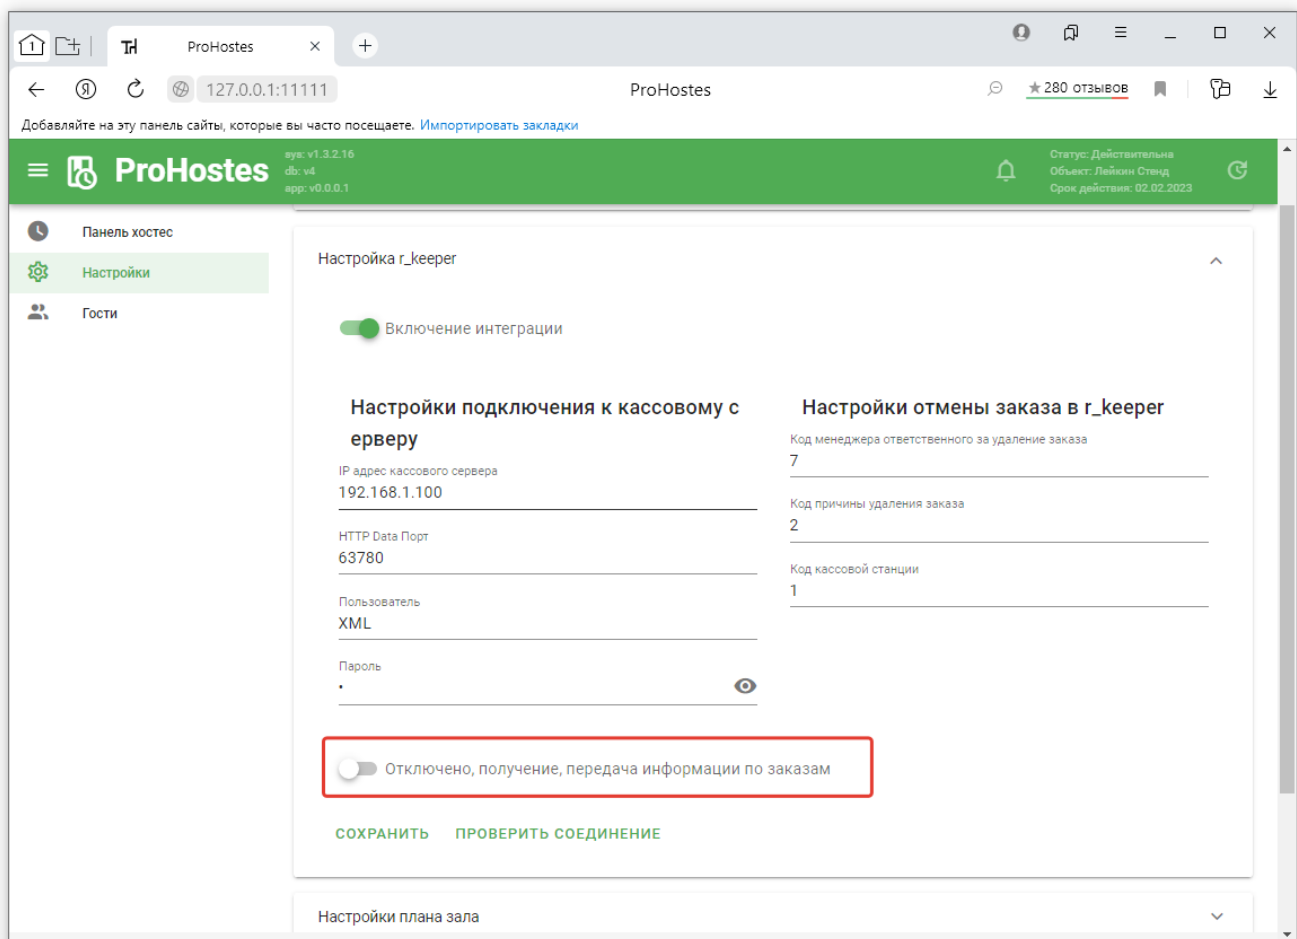 1
ProHostes
Я
127.0.0.1:11111
ProHostes
280 отзывов
Добавляйте на эту панель сайты, которые вы часто посещаете. Импортировать закладки
ProHostes
sys: v1.3.2.16
db: v4
app: v0.0.0.1
Статус: Действительна
Объект: Лейкин Стенд
Срок действия: 02.02.2023
Панель хостес
Настройки
Гости
Настройка r_keeper
Включение интеграции
Настройки подключения к кассовому с
ерверу
IP адрес кассового сервера
192.168.1.100
HTTP Data Порт
63780
Пользователь
XML
Пароль
Настройки отмены заказа в r_keeper
Код менеджера ответственного за удаление заказа
7
Код причины удаления заказа
2
Код кассовой станции
1
Отключено, получение, передача информации по заказам
СОХРАНИТЬ ПРОВЕРИТЬ СОЕДИНЕНИЕ
Настройки плана зала